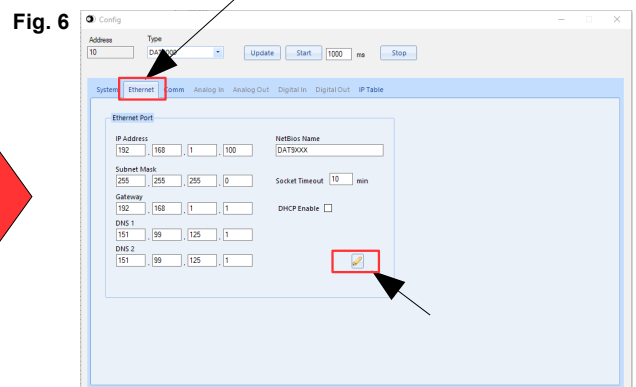 Fig. 6
Config
Address Type
10
Update Start 1000 ms Stop
System Ethernet Comm Analog In Analog Out Digital In Digital Out IP Table
Ethernet Port
IP Address NetBios Name
192 . 168 . 1 . 100 DAT9XXX
Subnet Mask
255 . 255 . 255 . 0 Socket Timeout 10 min
Gateway
192 . 168 . 1 . 1 DHCP Enable
DNS 1
151 . 99 . 125 . 1
DNS 2
151 . 99 . 125 . 1